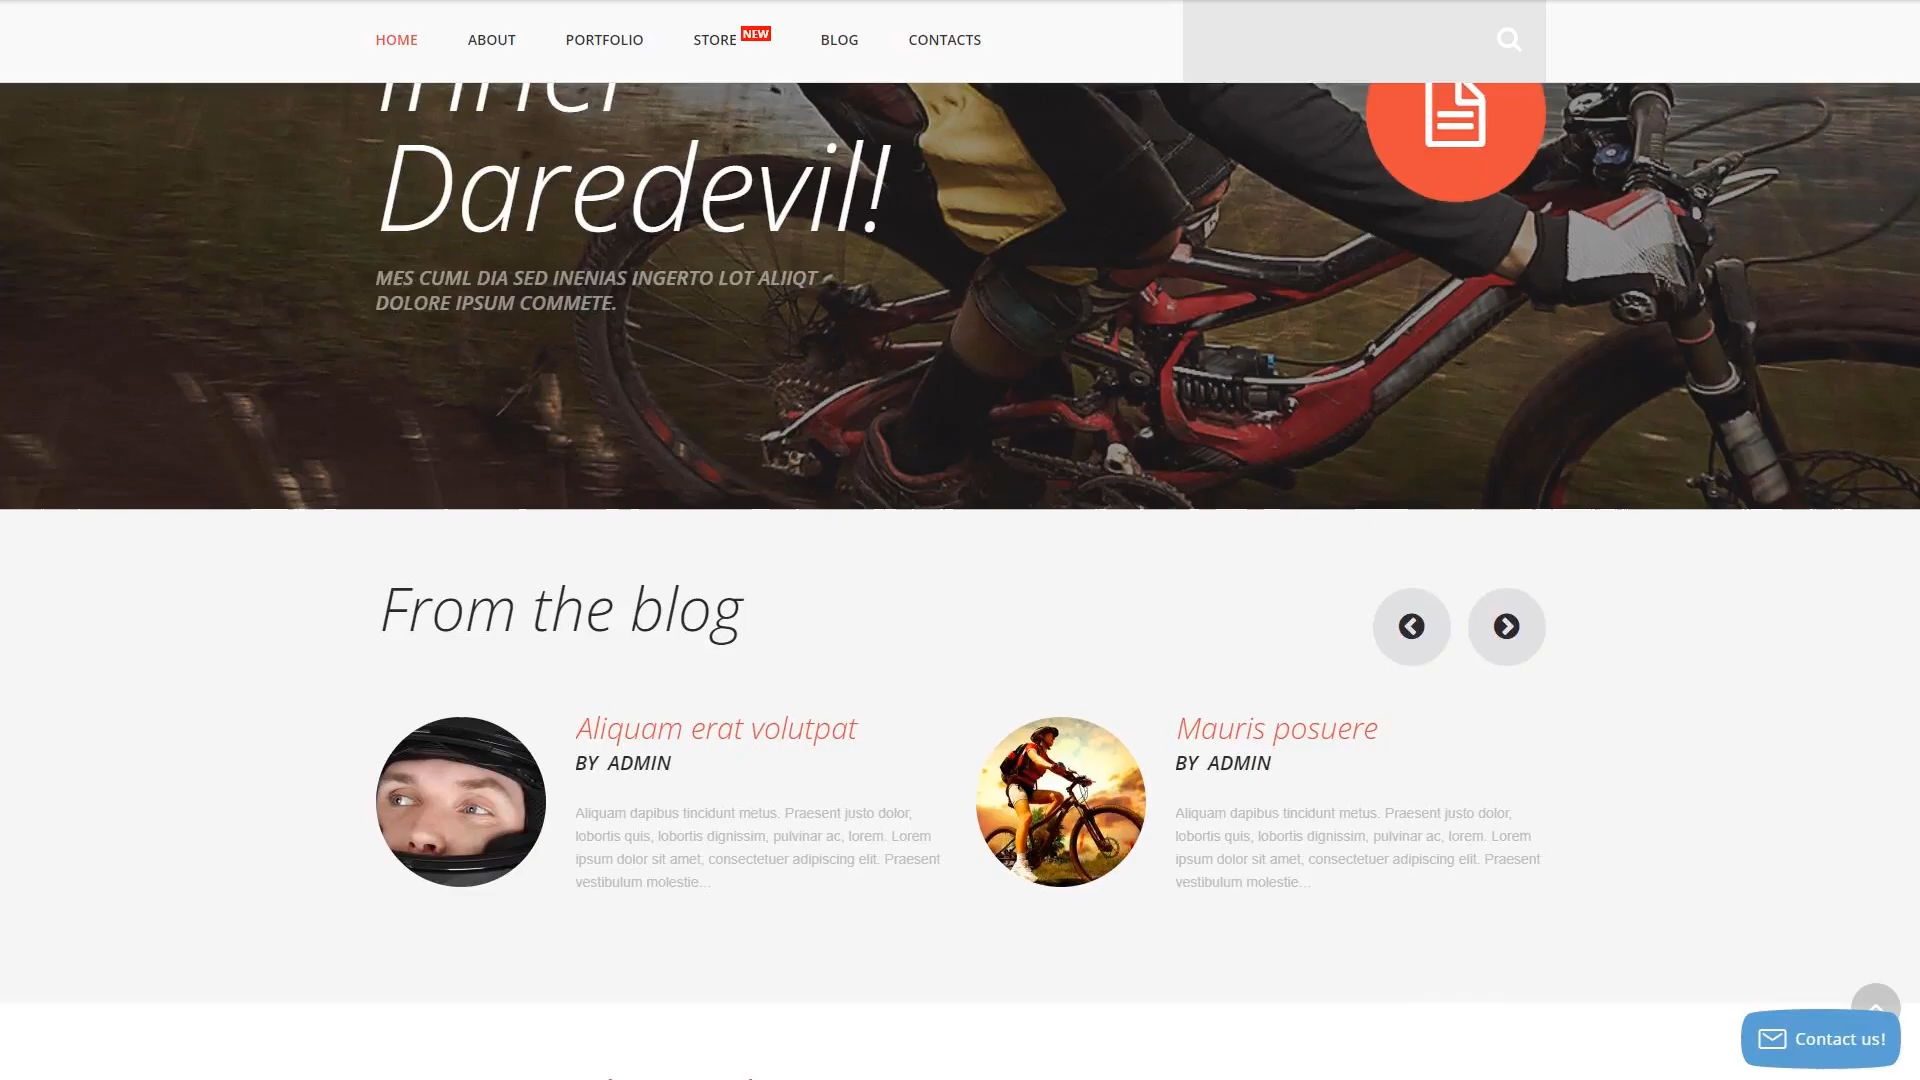 HOME ABOUT PORTFOLIO STORE NEW BLOG CONTACTS
Inner
Daredevil!
MES CUML DIA SED INENIAS INGERTO LOT ALIIQT
DOLORE IPSUM COMMETE.
From the blog
Aliquam erat volutpat
BY ADMIN
Aliquam dapibus tincidunt metus. Praesent justo dolor,
lobortis quis, lobortis dignissim, pulvinar ac, lorem. Lorem
ipsum dolor sit amet, consectetuer adipiscing elit. Praesent
vestibulum molestie...
Mauris posuere
BY ADMIN
Aliquam dapibus tincidunt metus. Praesent justo dolor,
lobortis quis, lobortis dignissim, pulvinar ac, lorem. Lorem
ipsum dolor sit amet, consectetuer adipiscing elit. Praesent
vestibulum molestie...
Contact us!